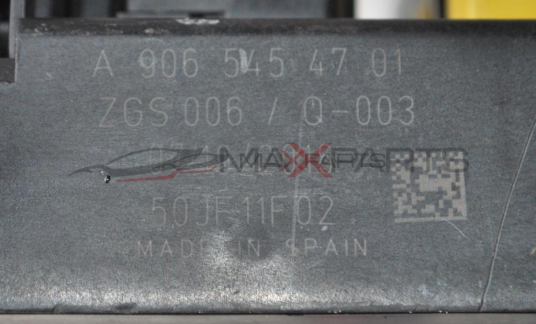 A 906 545 47 01
ZGS 006 / Q-003
MAXPARTS
50JF11F02
MADE IN SPAIN